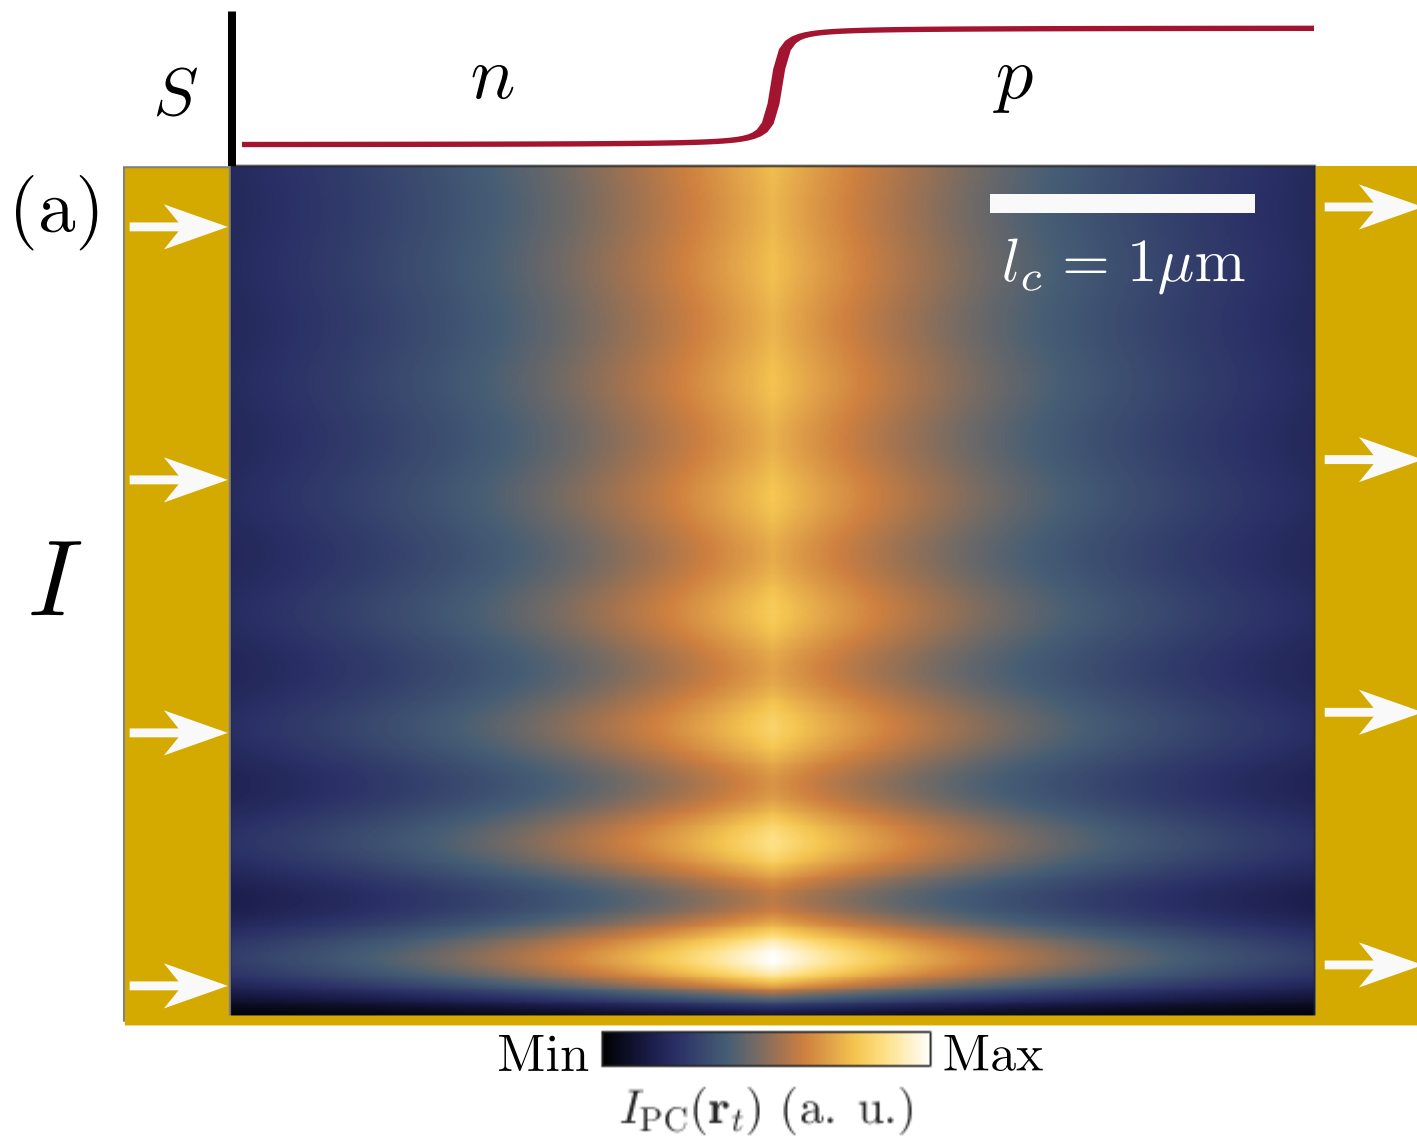 S n p
(a)
l_c = 1μm
I
Min Max
I_PC(r_t) (a. u.)